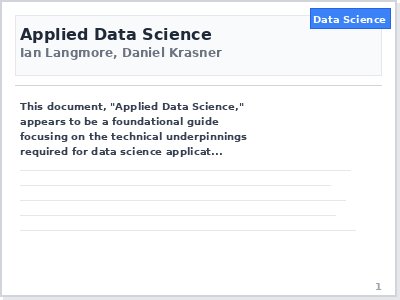 Data Science
Applied Data Science
Ian Langmore, Daniel Krasner
This document, "Applied Data Science,"
appears to be a foundational guide
focusing on the technical underpinnings
required for data science applicat...
1